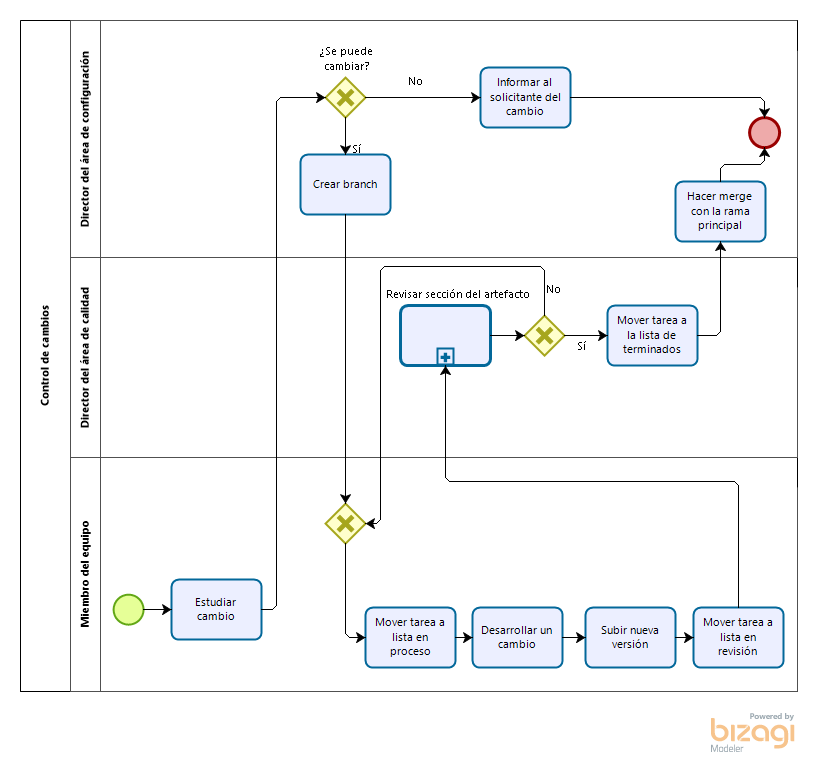 Control de cambios
Director del área de configuración
¿Se puede
cambiar?
No
Informar al
solicitante del
cambio
Sí
Crear branch
Hacer merge
con la rama
principal
Director del área de calidad
Revisar sección del artefacto
No
Sí
Mover tarea a
la lista de
terminados
Miembro del equipo
Estudiar
cambio
Mover tarea a
lista en
proceso
Desarrollar un
cambio
Subir nueva
versión
Mover tarea a
lista en
revisión
Powered by
bizagi
Modeler